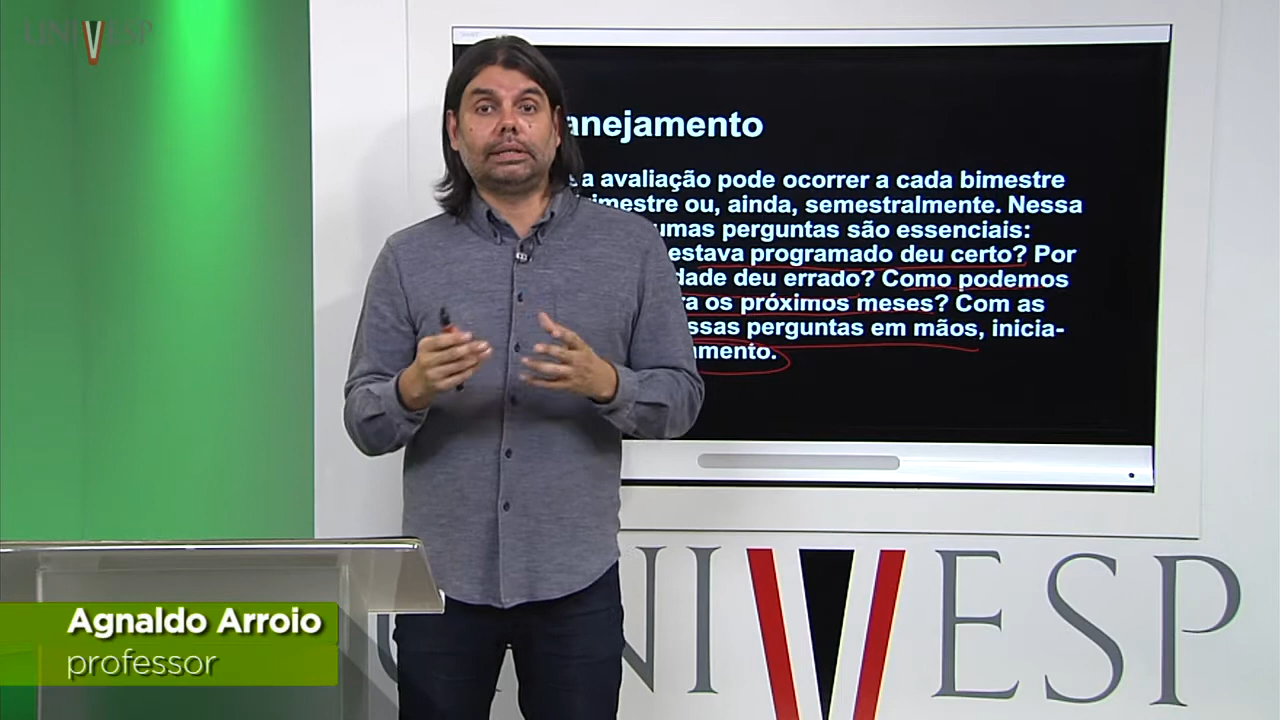 UNIVESP
anejamento
a avaliação pode ocorrer a cada bimestre
rimestre ou, ainda, semestralmente. Nessa
umas perguntas são essenciais:
estava programado deu certo? Por
dade deu errado? Como podemos
ra os próximos meses? Com as
ssas perguntas em mãos, inicia-
amento.
UNIVESP
Agnaldo Arroio
professor